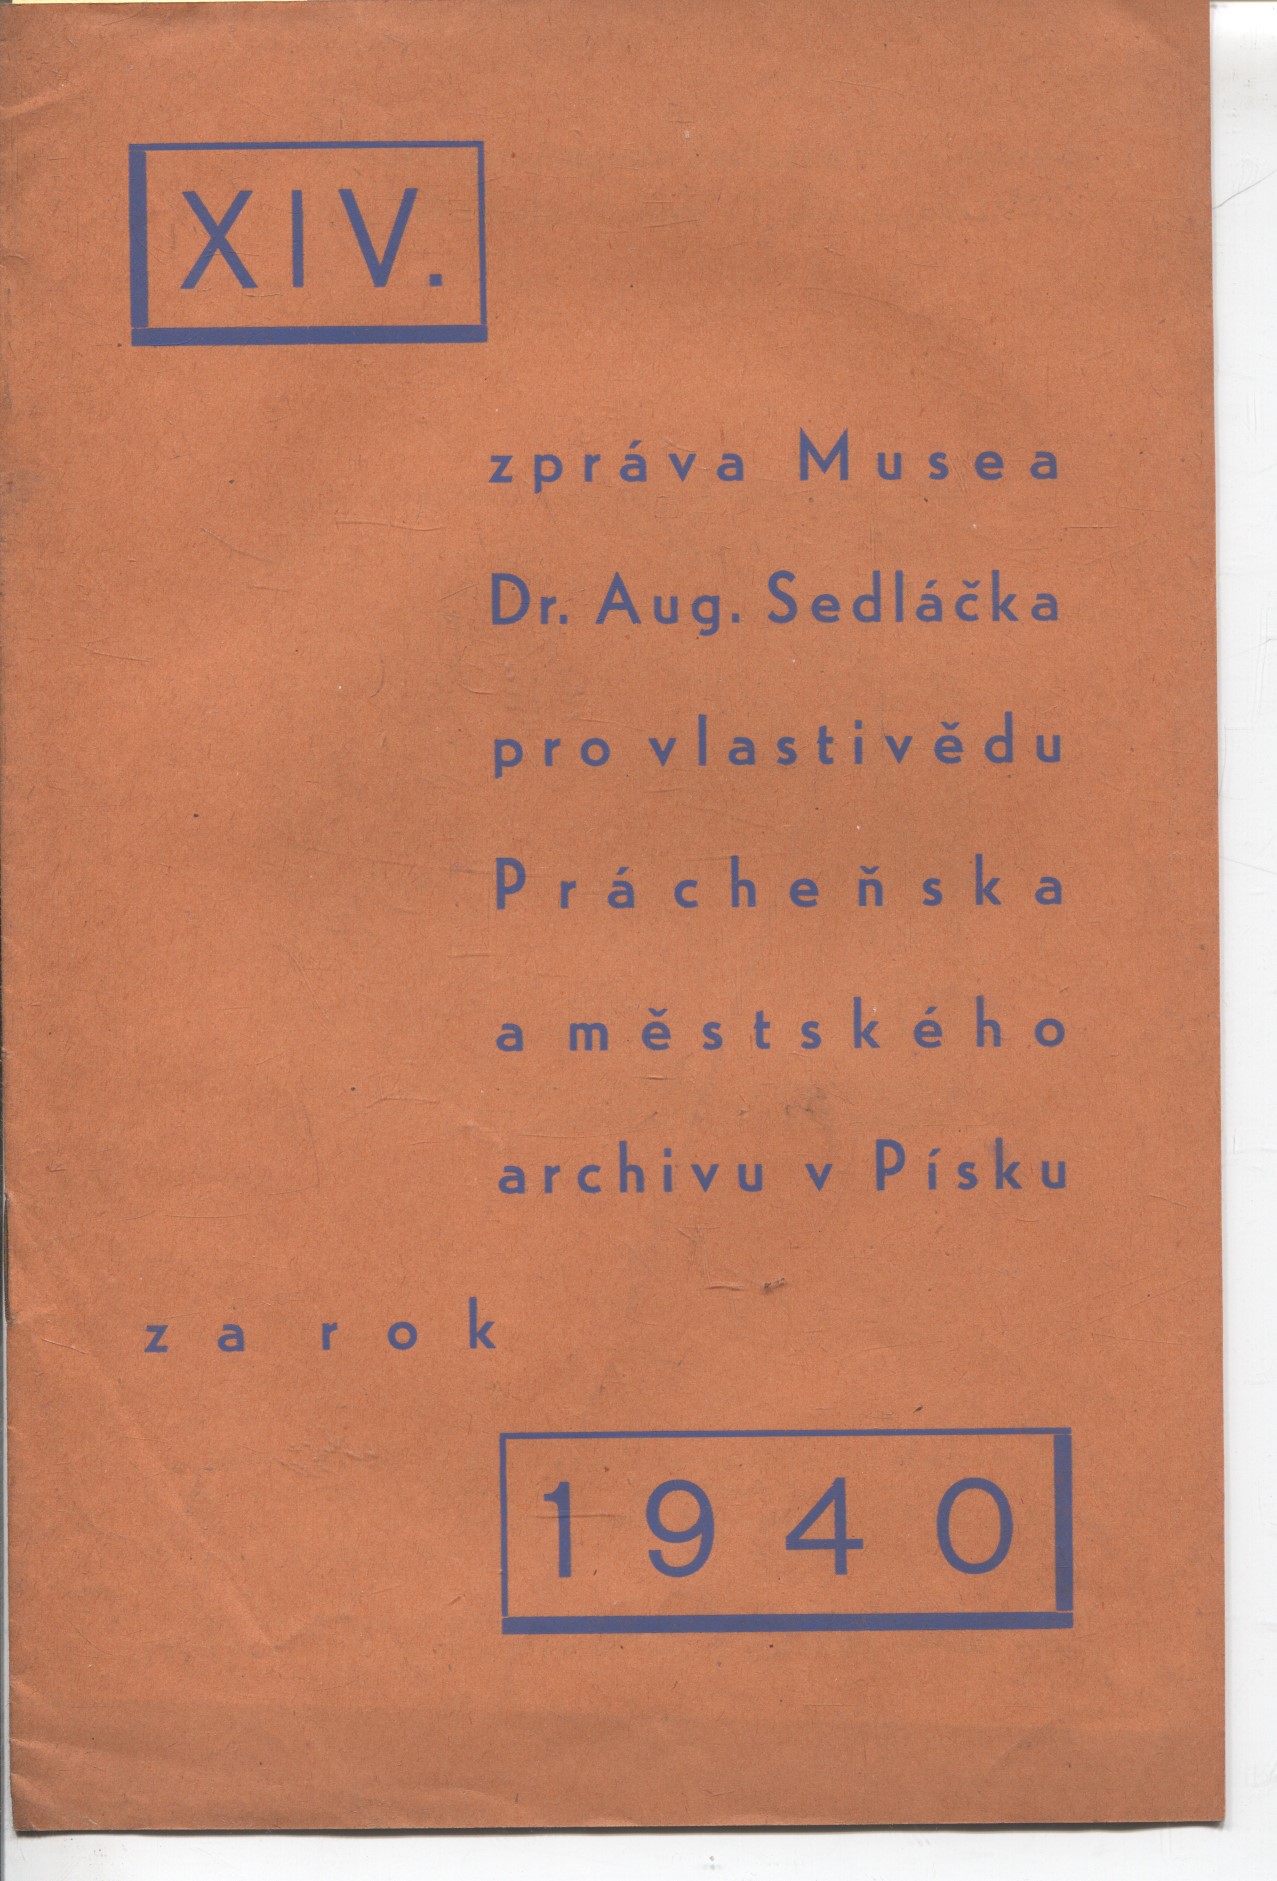 XIV.
zpráva Musea
Dr. Aug. Sedláčka
pro vlastivědu
Prácheňska
a městského
archivu v Písku
za rok
1940